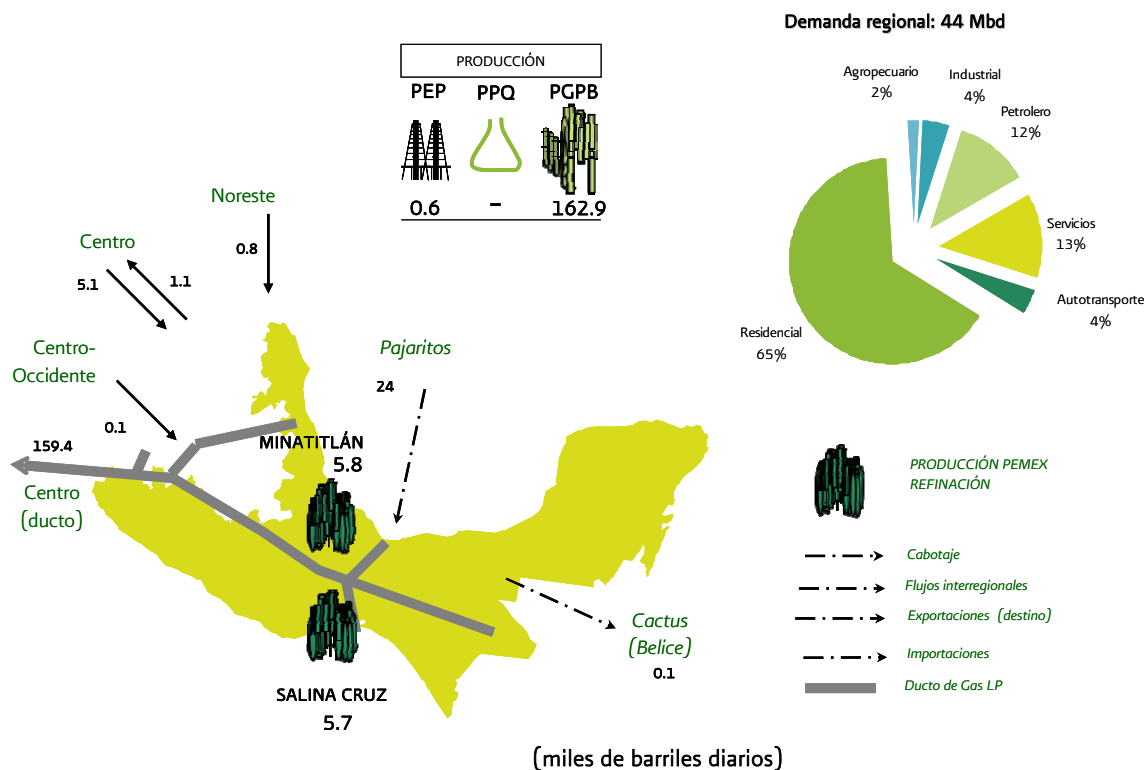 Demanda regional: 44 Mbd
PRODUCCIÓN
PEP PPQ PGPB
0.6 – 162.9
Agropecuario
2%
Industrial
4%
Petrolero
12%
Servicios
13%
Autotransporte
4%
Residencial
65%
Noreste
0.8
Centro
5.1
1.1
Centro-
Occidente
0.1
159.4
Centro
(ducto)
Pajaritos
24
MINATITLÁN
5.8
SALINA CRUZ
5.7
Cactus
(Belice)
0.1
PRODUCCIÓN PEMEX
REFINACIÓN
Cabotaje
Flujos interregionales
Exportaciones (destino)
Importaciones
Ducto de Gas LP
(miles de barriles diarios)